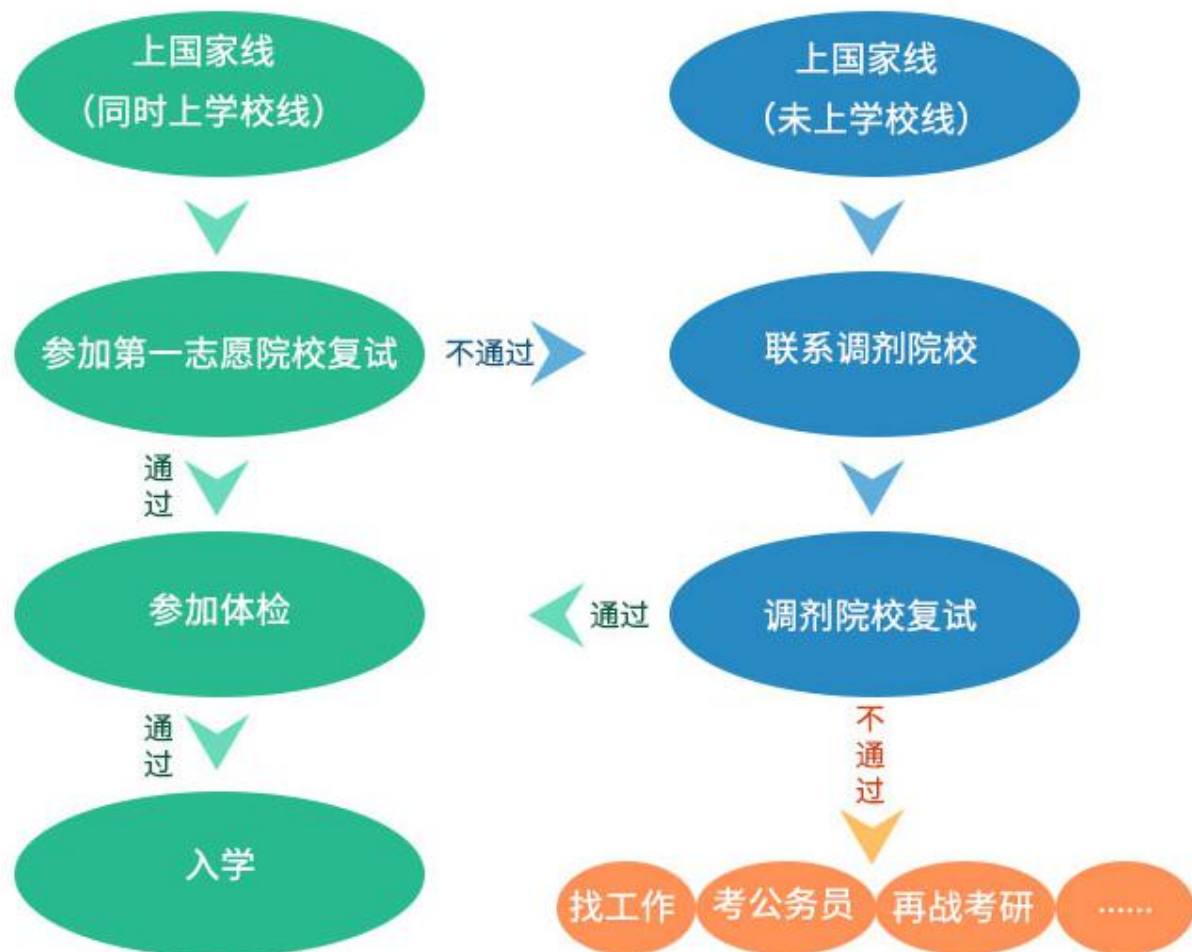 上国家线
（同时上学校线）
上国家线
（未上学校线）
参加第一志愿院校复试
不通过
联系调剂院校
通过
参加体检
通过
调剂院校复试
通过
不通过
入学
找工作
考公务员
再战考研
……